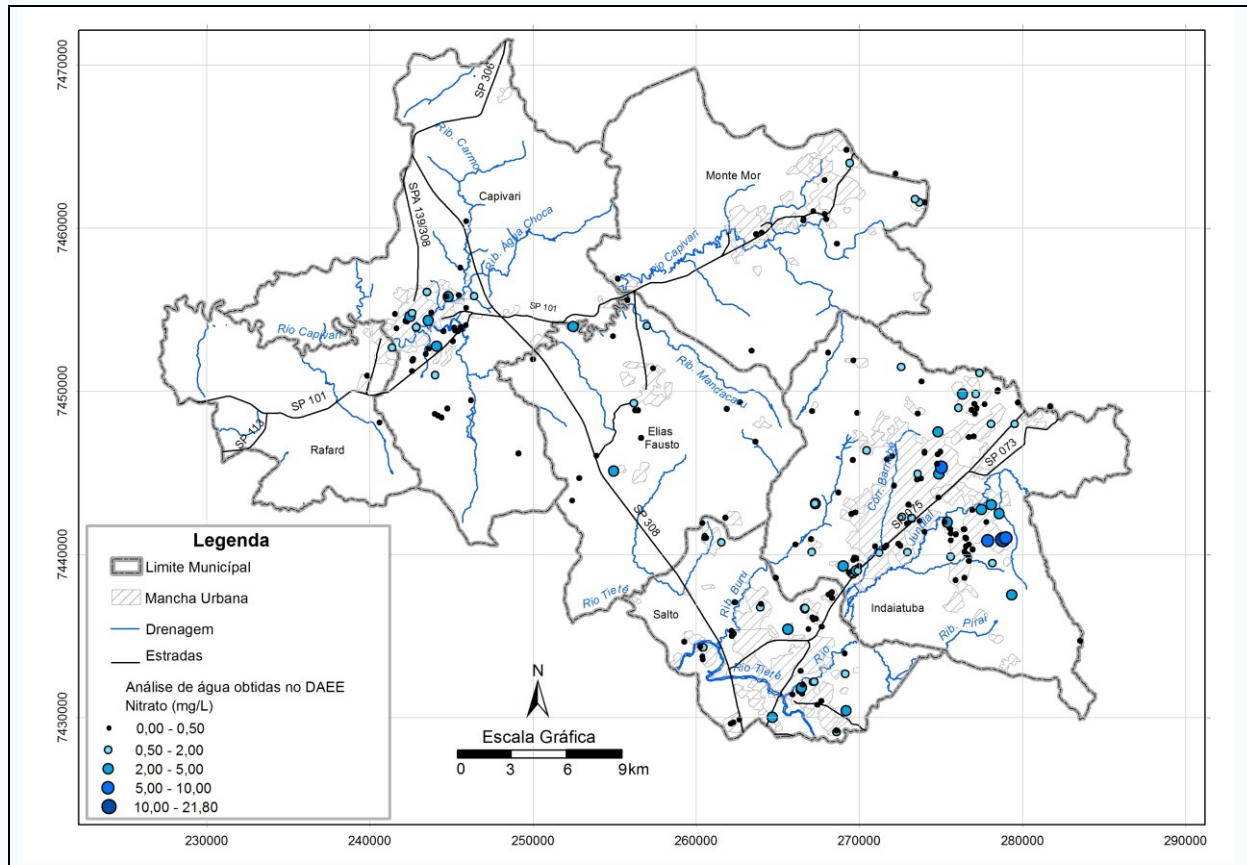 7470000
7460000
7450000
7440000
7430000
SP 306
Rib. Carmo
SPA 139/308
Capivari
Rib. Água Choca
Monte Mor
Rio Capivari
SP 101
Rio Capivari
Rib. Mandacaru
SP 101
SP 113
Rafard
Elias
Fausto
Corr. Barnabé
SP 073
SP 075
Jundiaí
SP 308
Rio Tietê
Rib. Buru
Salto
Indaiatuba
Rib. Piraí
Rio Tietê
Rio
Legenda
Limite Municípal
Mancha Urbana
Drenagem
Estradas
Análise de água obtidas no DAEE
Nitrato (mg/L)
0,00 - 0,50
0,50 - 2,00
2,00 - 5,00
5,00 - 10,00
10,00 - 21,80
N
Escala Gráfica
0 3 6 9km
230000 240000 250000 260000 270000 280000 290000